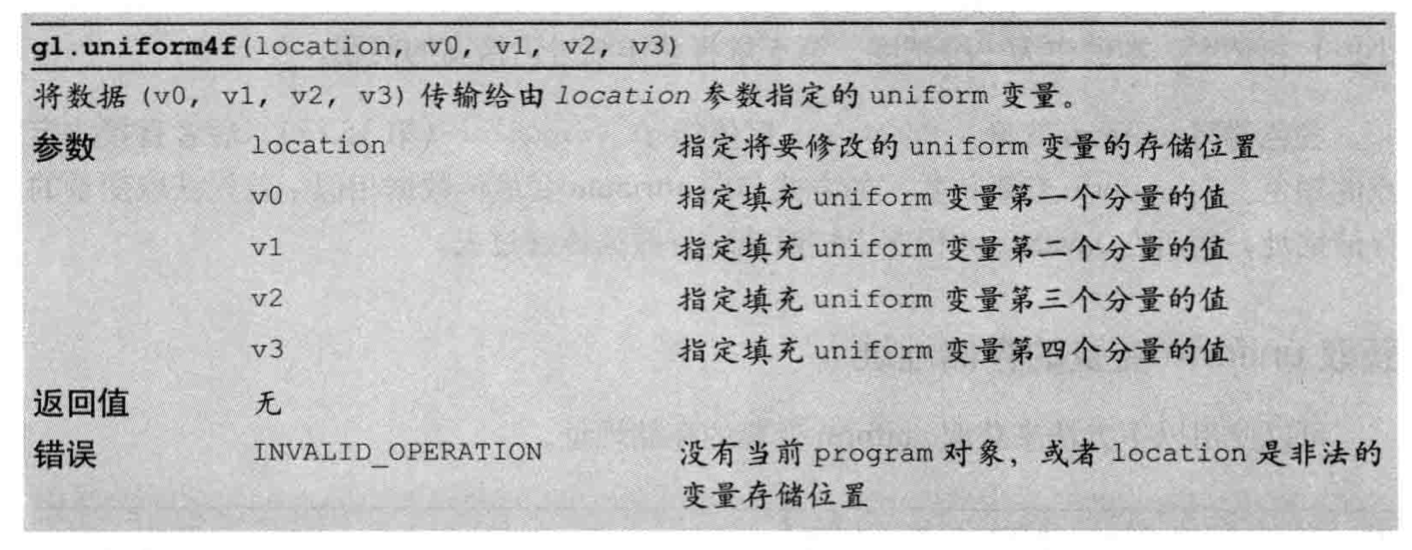 gl.uniform4f(location, v0, v1, v2, v3)
将数据 (v0, v1, v2, v3) 传输给由 location 参数指定的 uniform 变量。
参数 location 指定将要修改的 uniform 变量的存储位置
v0 指定填充 uniform 变量第一个分量的值
v1 指定填充 uniform 变量第二个分量的值
v2 指定填充 uniform 变量第三个分量的值
v3 指定填充 uniform 变量第四个分量的值
返回值 无
错误 INVALID_OPERATION 没有当前 program 对象，或者 location 是非法的
变量存储位置